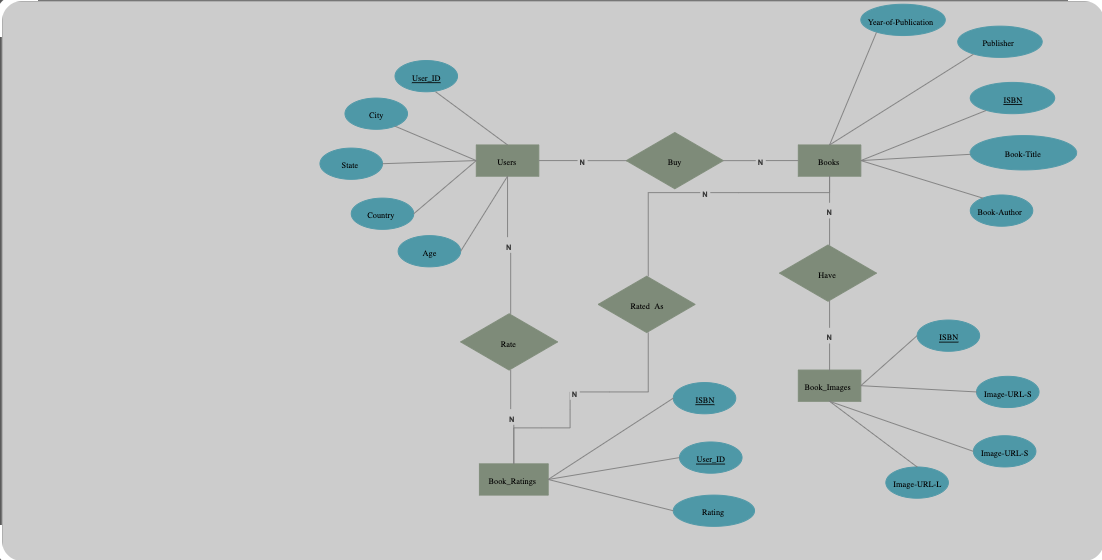 Year-of-Publication
Publisher
User_ID
ISBN
City
Book-Title
State
Users
N
Buy
N
Books
N
Country
N
Book-Author
Age
N
Have
Rated As
Rate
N
ISBN
Book_Images
Image-URL-S
N
ISBN
N
Image-URL-S
User_ID
Book_Ratings
Image-URL-L
Rating